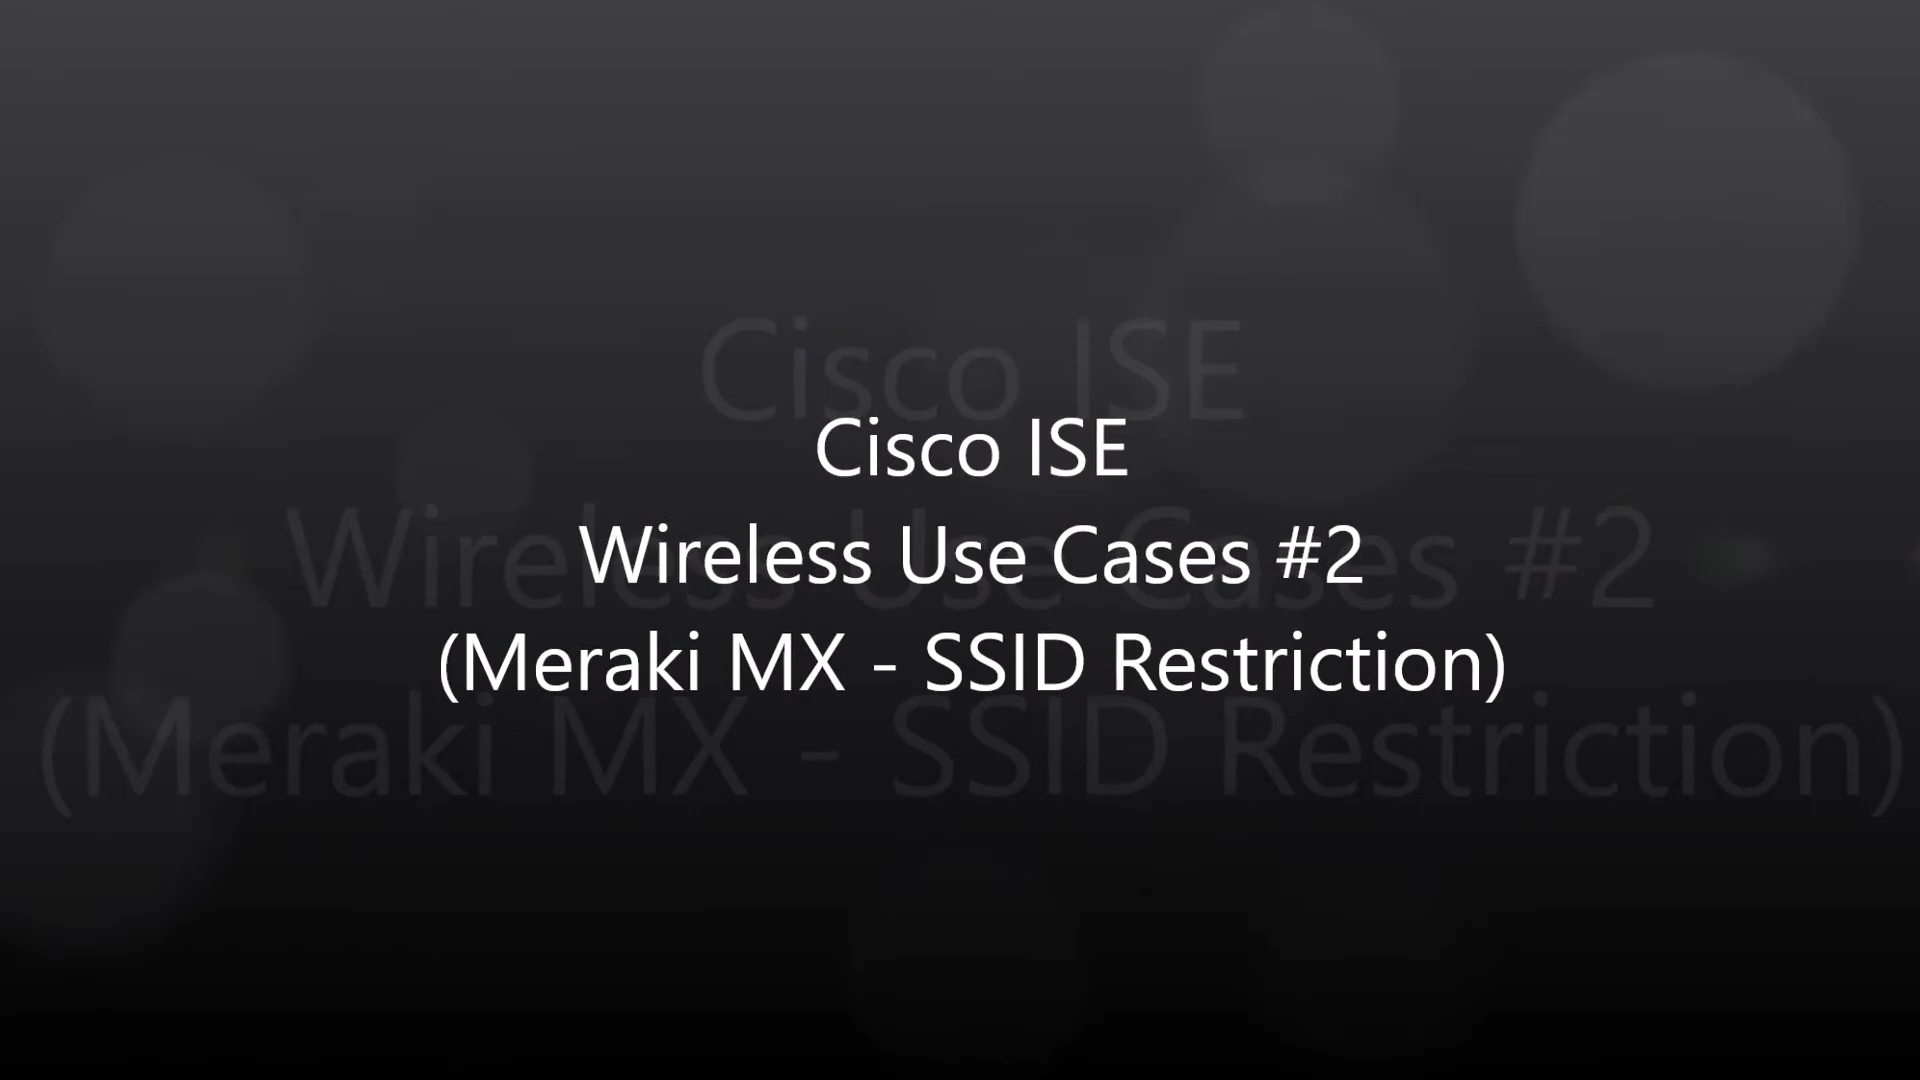 Cisco ISE
Wireless Use Cases #2
(Meraki MX - SSID Restriction)